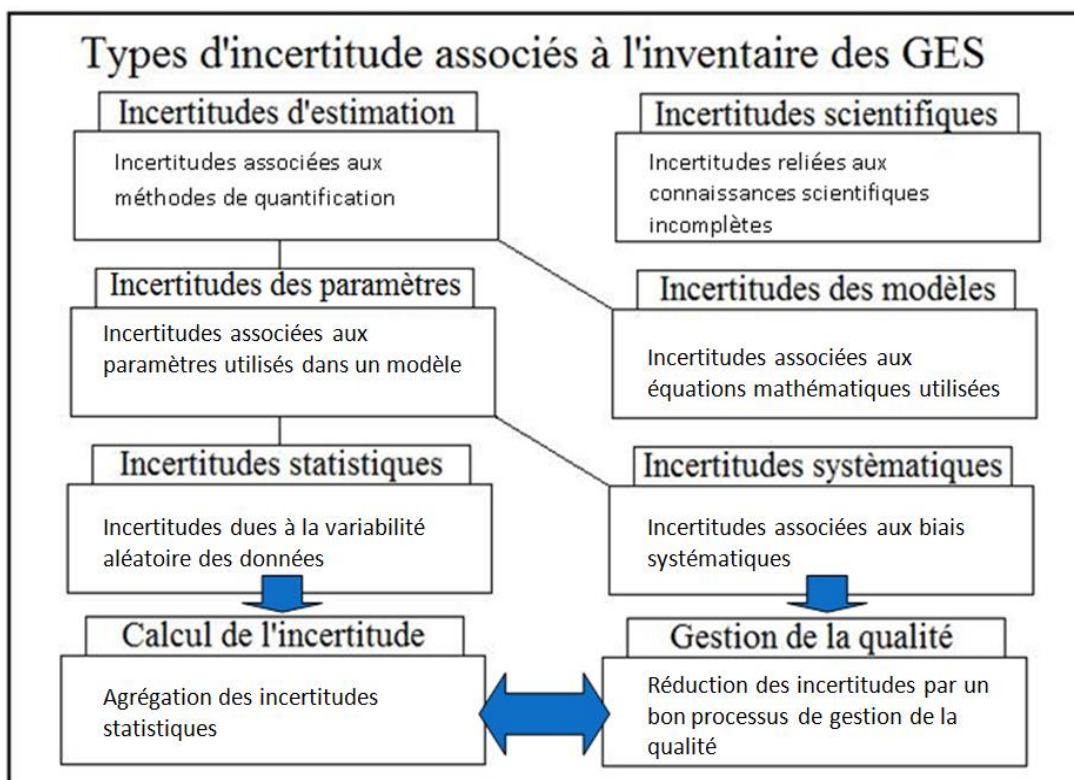 Types d'incertitude associés à l'inventaire des GES
Incertitudes d'estimation
Incertitudes associées aux
méthodes de quantification
Incertitudes scientifiques
Incertitudes reliées aux
connaissances scientifiques
incomplètes
Incertitudes des paramètres
Incertitudes associées aux
paramètres utilisés dans un modèle
Incertitudes des modèles
Incertitudes associées aux
équations mathématiques utilisées
Incertitudes statistiques
Incertitudes dues à la variabilité
aléatoire des données
Incertitudes systèmatiques
Incertitudes associées aux biais
systématiques
Calcul de l'incertitude
Agrégation des incertitudes
statistiques
Gestion de la qualité
Réduction des incertitudes par un
bon processus de gestion de la
qualité